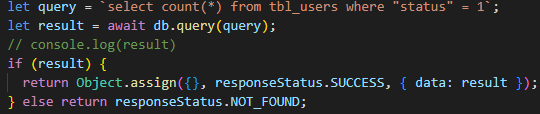 let query = `select count(*) from tbl_users where "status" = 1`;
let result = await db.query(query);
// console.log(result)
if (result) {
return Object.assign({}, responseStatus.SUCCESS, { data: result });
} else return responseStatus.NOT_FOUND;